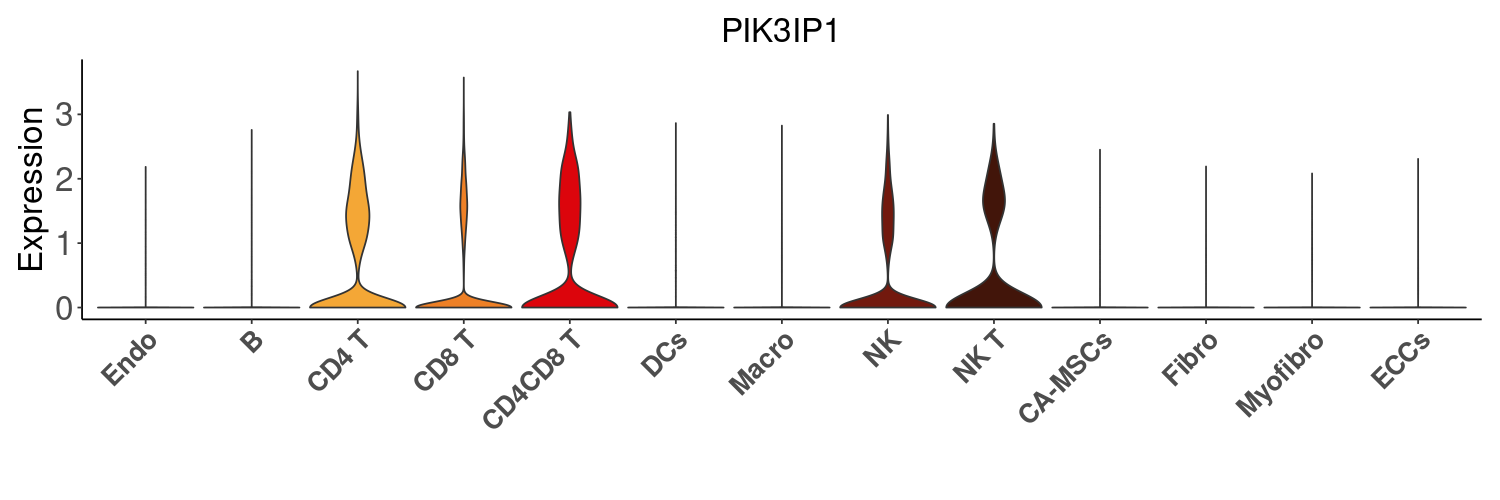 PIK3IP1
Expression
3
2
1
0
Endo
B
CD4 T
CD8 T
CD4CD8 T
DCs
Macro
NK
NK T
CA-MSCs
Fibro
Myofibro
ECCs